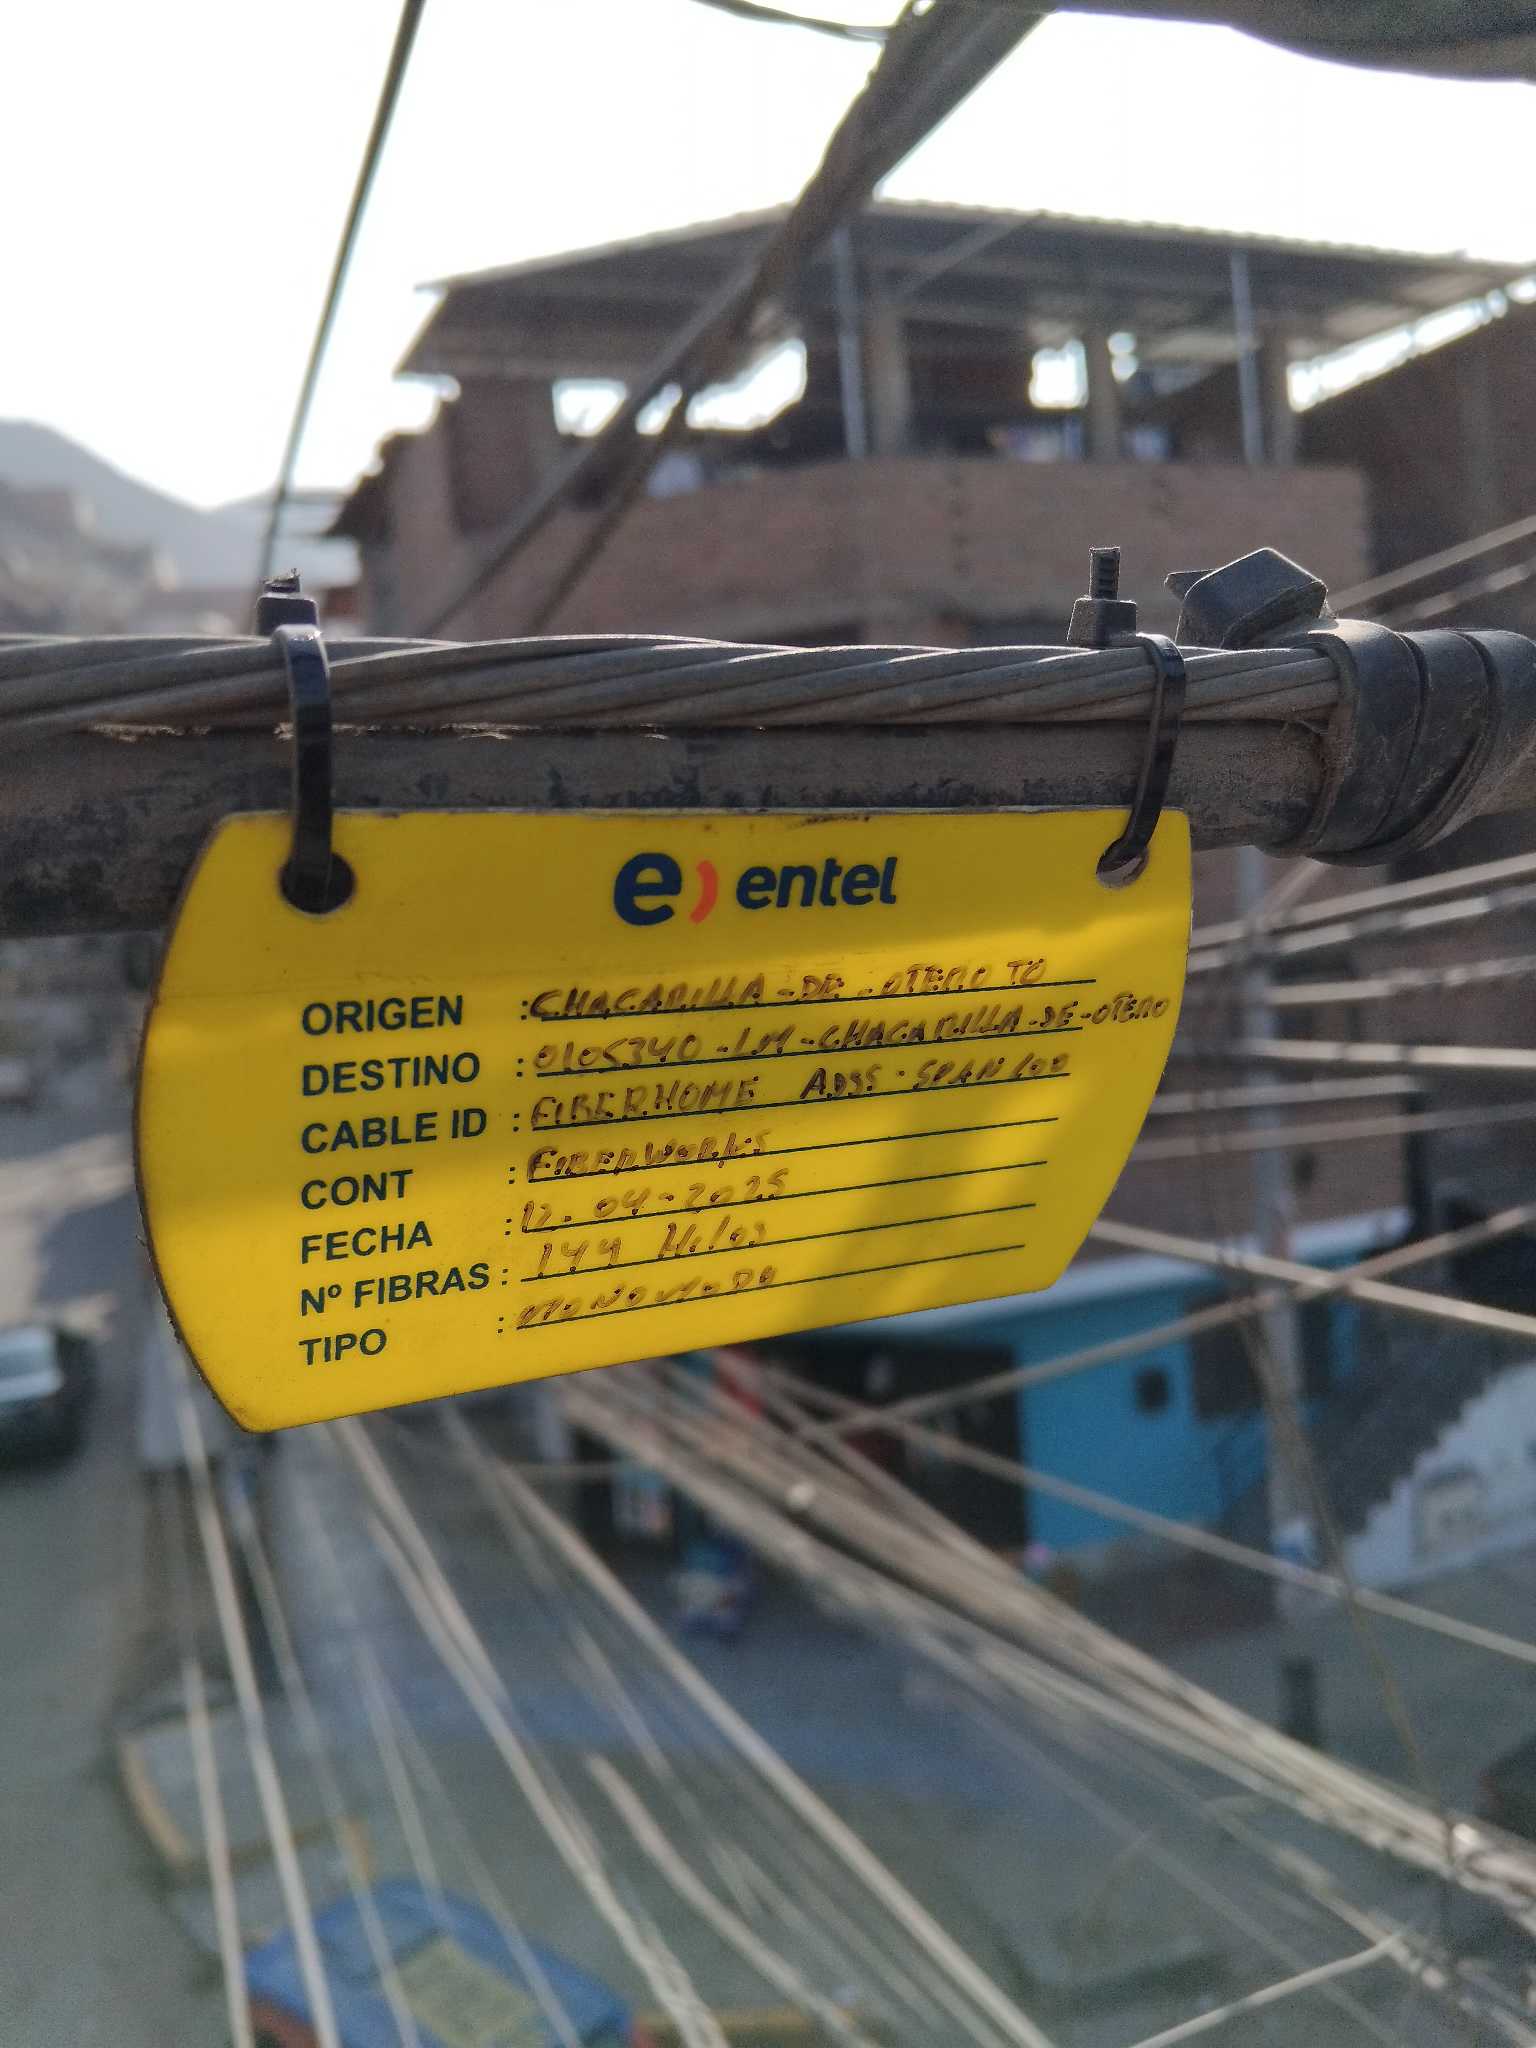 e) entel
ORIGEN : CHACARILLA - DE - OTERO TO
DESTINO : 0105340 - LM - CHACARILLA - DE - OTERO
CABLE ID : FIBERHOME ADSS - SPAN 100
CONT : FIBERWORKS
FECHA : 12. 04 - 2025
Nº FIBRAS : 144 Hilos
TIPO : MONOMODO